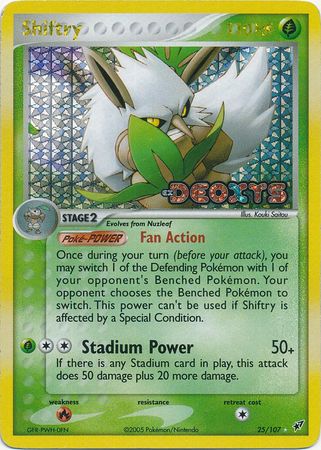 Shiftry
DEOXYS
Illus. Kouki Saitou
STAGE 2
Evolves from Nuzleaf
Poké-POWER Fan Action
Once during your turn (before your attack), you
may switch 1 of the Defending Pokémon with 1 of
your opponent's Benched Pokémon. Your
opponent chooses the Benched Pokémon to
switch. This power can't be used if Shiftry is
affected by a Special Condition.
Stadium Power 50+
If there is any Stadium card in play, this attack
does 50 damage plus 20 more damage.
weakness resistance retreat cost
©2005 Pokémon/Nintendo 25/107